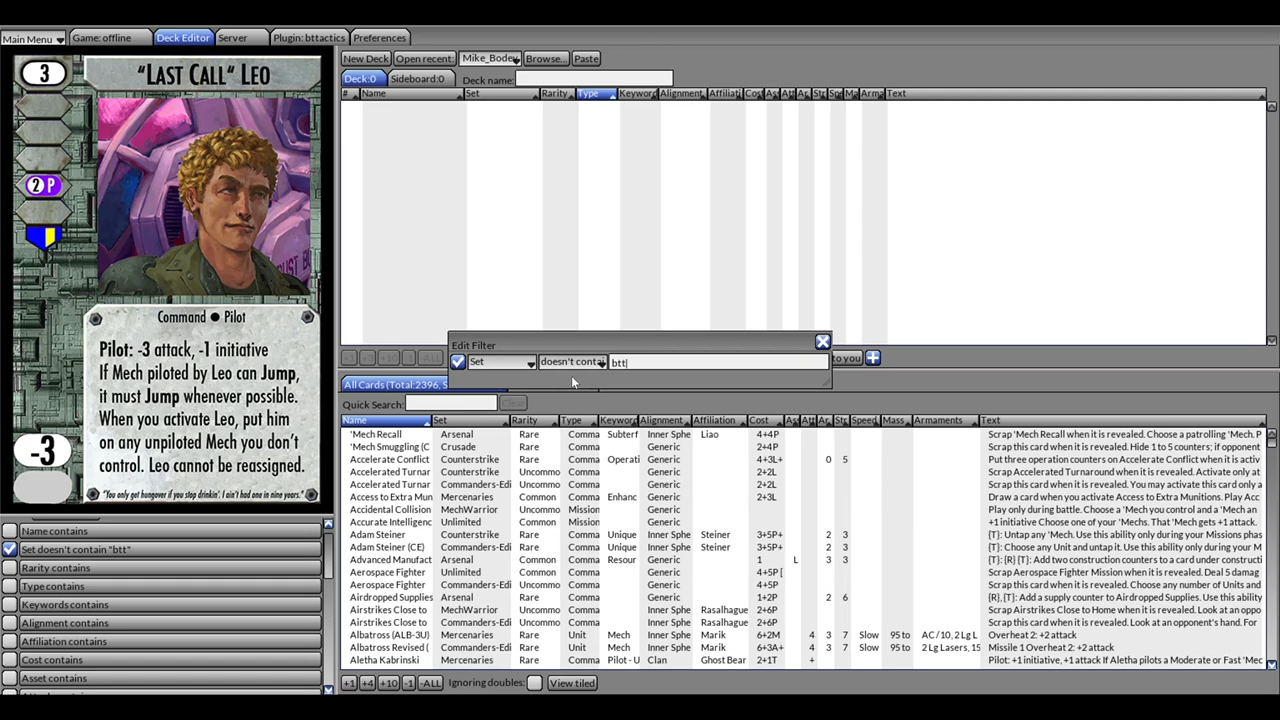 Main Menu
Game: offline
Deck Editor
Server
Plugin: bttactics
Preferences
3
"LAST CALL" LEO
2 P
Command ● Pilot
Pilot: -3 attack, -1 initiative
If Mech piloted by Leo can Jump,
it must Jump whenever possible.
When you activate Leo, put him
on any unpiloted Mech you don't
control. Leo cannot be reassigned.
-3
"You only get hungover if you stop drinkin'. I ain't had one in nine years."
Name contains
Set doesn't contain "btt"
Rarity contains
Type contains
Keywords contains
Alignment contains
Affiliation contains
Cost contains
Asset contains
New Deck Open recent: Mike_Bodey Browse... Paste
Deck:0 Sideboard:0 Deck name:
# Name Set Rarity Type Keyword Alignment Affiliati Cost As Att Ar Str Spe Ma Arma Text
Edit Filter
Set doesn't contai btt
+1 +3 +10 -1 -ALL
to you
All Cards (Total:2396, S
Quick Search: Clear
Name Set Rarity Type Keyword Alignment Affiliation Cost As Att Ar Str Speed Mass Armaments Text
'Mech Recall Arsenal Rare Comma Subterf Inner Sphe Liao 4+4P Scrap 'Mech Recall when it is revealed. Choose a patrolling 'Mech. P
'Mech Smuggling (C Crusade Rare Comma Generic 2+4P Scrap this card when it is revealed. Hide 1 to 5 counters; if opponent
Accelerate Conflict Counterstrike Rare Comma Operati Generic 4+3L+ 0 5 Put three operation counters on Accelerate Conflict when it is activ
Accelerated Turnar Counterstrike Uncommo Comma Generic 2+2L Scrap Accelerated Turnaround when it is revealed. Activate only at
Accelerated Turnar Commanders-Edi Uncommo Comma Generic 2+2L Scrap this card when it is revealed. You may activate this card only a
Access to Extra Mun Mercenaries Common Comma Enhanc Generic 2+3L Draw a card when you activate Access to Extra Munitions. Play Acc
Accidental Collision MechWarrior Uncommo Mission Generic Play only during battle. Choose a 'Mech you control and a 'Mech an
Accurate Intelligenc Unlimited Common Mission Generic +1 initiative Choose one of your 'Mechs. That 'Mech gets +1 attack.
Adam Steiner Counterstrike Rare Comma Unique Inner Sphe Steiner 3+5P+ 2 3 {T}: Untap any 'Mech. Use this ability only during your Missions phas
Adam Steiner (CE) Commanders-Edi Rare Comma Unique Inner Sphe Steiner 3+5P+ 2 3 {T}: Choose any Unit and untap it. Use this ability only during your M
Advanced Manufact Arsenal Common Comma Resour Generic 1 L 3 3 {T}: {R} {T}: Add two construction counters to a card under construct
Aerospace Fighter Unlimited Common Comma Generic 4+5P [ Scrap Aerospace Fighter Mission when it is revealed. Deal 5 damag
Aerospace Fighter Commanders-Edi Common Comma Generic 4+5P Scrap this card when it is revealed. Choose any number of Units and
Airdropped Supplies Arsenal Rare Comma Generic 1+2P 2 6 {R}, {T}: Add a supply counter to Airdropped Supplies. Use this ability
Airstrikes Close to MechWarrior Uncommo Comma Inner Sphe Rasalhague 2+6P Scrap Airstrikes Close to Home when it is revealed. Look at an oppo
Airstrikes Close to Commanders-Edi Uncommo Comma Inner Sphe Rasalhague 2+6P Scrap this card when it is revealed. Look at an opponent's hand. For
Albatross (ALB-3U) Mercenaries Rare Unit Mech Inner Sphe Marik 6+2M 4 3 7 Slow 95 to AC / 10, 2 Lg L Overheat 2: +2 attack
Albatross Revised ( Commanders-Edi Rare Unit Mech Inner Sphe Marik 6+3A+ 4 3 7 Slow 95 to 2 Lg Lasers, 15 Missile 1 Overheat 2: +2 attack
Aletha Kabrinski Mercenaries Rare Comma Pilot - U Clan Ghost Bear 2+1T + Pilot: +1 initiative, +1 attack If Aletha pilots a Moderate or Fast 'Mec
+1 +4 +10 -1 -ALL Ignoring doubles: View tiled